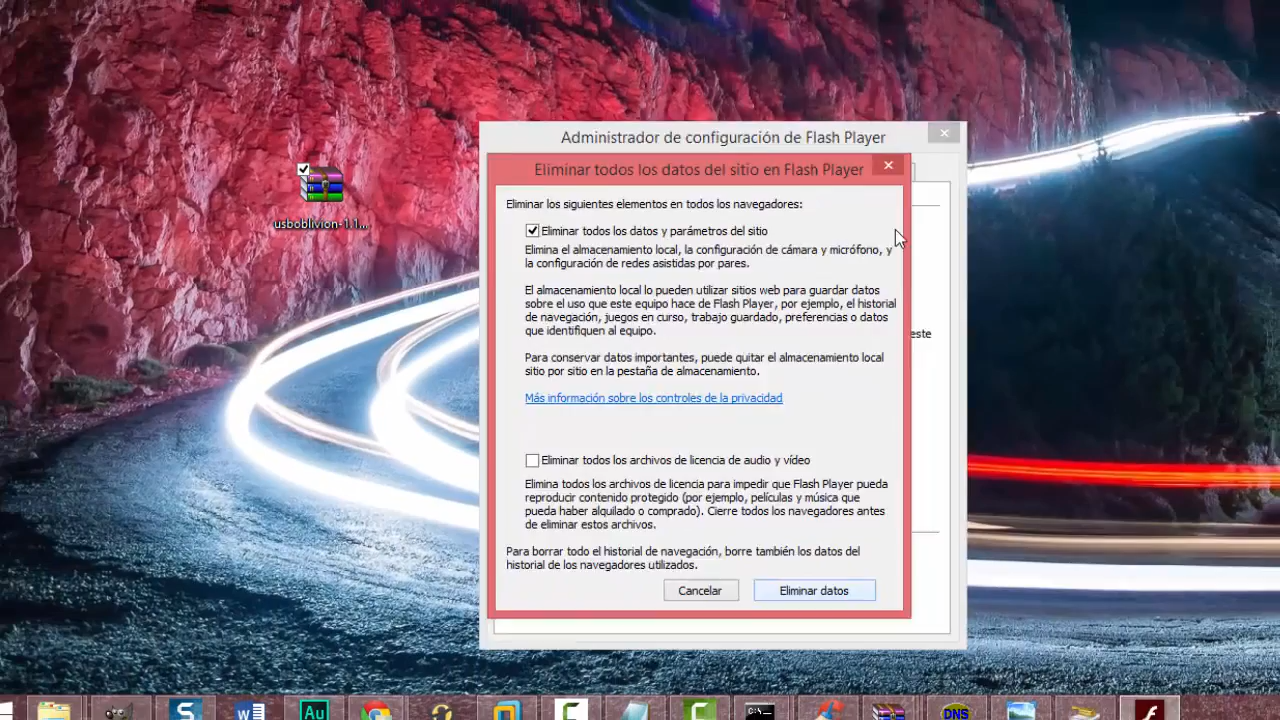 Administrador de configuración de Flash Player
Eliminar todos los datos del sitio en Flash Player
Eliminar los siguientes elementos en todos los navegadores:
Eliminar todos los datos y parámetros del sitio
Elimina el almacenamiento local, la configuración de cámara y micrófono, y
la configuración de redes asistidas por pares.
usboblivion-1.1...
El almacenamiento local lo pueden utilizar sitios web para guardar datos
sobre el uso que este equipo hace de Flash Player, por ejemplo, el historial
de navegación, juegos en curso, trabajo guardado, preferencias o datos
que identifiquen al equipo.
este
Para conservar datos importantes, puede quitar el almacenamiento local
sitio por sitio en la pestaña de almacenamiento.
Más información sobre los controles de la privacidad
Eliminar todos los archivos de licencia de audio y vídeo
Elimina todos los archivos de licencia para impedir que Flash Player pueda
reproducir contenido protegido (por ejemplo, películas y música que
pueda haber alquilado o comprado). Cierre todos los navegadores antes
de eliminar estos archivos.
Para borrar todo el historial de navegación, borre también los datos del
historial de los navegadores utilizados.
Cancelar
Eliminar datos
S
W
Au
C
C
C:\
DNS